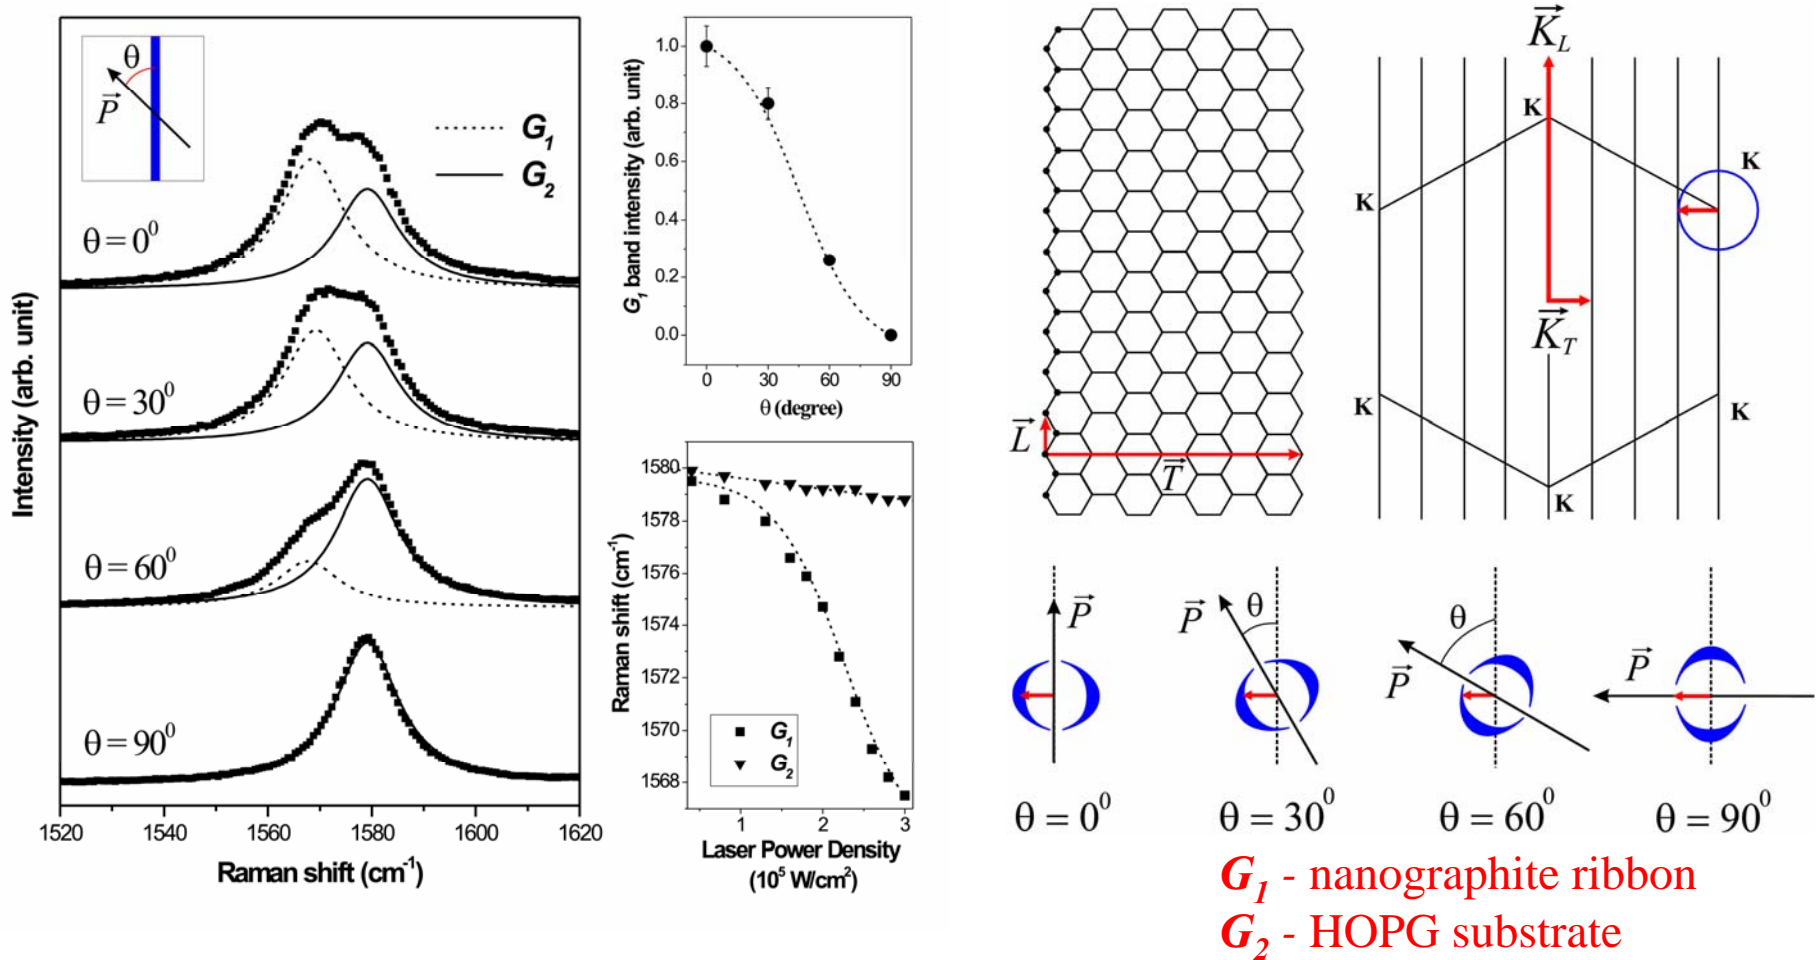 θ
P
G1
G2
θ = 0⁰
θ = 30⁰
θ = 60⁰
θ = 90⁰
Intensity (arb. unit)
1520 1540 1560 1580 1600 1620
Raman shift (cm⁻¹)
G1 band intensity (arb. unit)
1.0
0.8
0.6
0.4
0.2
0.0
0 30 60 90
θ (degree)
Raman shift (cm⁻¹)
1580
1578
1576
1574
1572
1570
1568
G1
G2
1 2 3
Laser Power Density
(10⁵ W/cm²)
L
T
K_L
K
K
K
K_T
K
K
K
P
P θ
P θ
P
θ = 0⁰ θ = 30⁰ θ = 60⁰ θ = 90⁰
G1 - nanographite ribbon
G2 - HOPG substrate